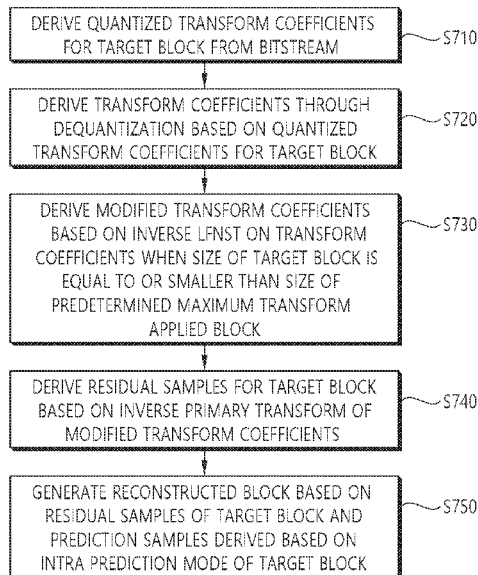 DERIVE QUANTIZED TRANSFORM COEFFICIENTS
FOR TARGET BLOCK FROM BITSTREAM
S710
DERIVE TRANSFORM COEFFICIENTS THROUGH
DEQUANTIZATION BASED ON QUANTIZED
TRANSFORM COEFFICIENTS FOR TARGET BLOCK
S720
DERIVE MODIFIED TRANSFORM COEFFICIENTS
BASED ON INVERSE LFNST ON TRANSFORM
COEFFICIENTS WHEN SIZE OF TARGET BLOCK IS
EQUAL TO OR SMALLER THAN SIZE OF
PREDETERMINED MAXIMUM TRANSFORM
APPLIED BLOCK
S730
DERIVE RESIDUAL SAMPLES FOR TARGET BLOCK
BASED ON INVERSE PRIMARY TRANSFORM OF
MODIFIED TRANSFORM COEFFICIENTS
S740
GENERATE RECONSTRUCTED BLOCK BASED ON
RESIDUAL SAMPLES OF TARGET BLOCK AND
PREDICTION SAMPLES DERIVED BASED ON
INTRA PREDICTION MODE OF TARGET BLOCK
S750